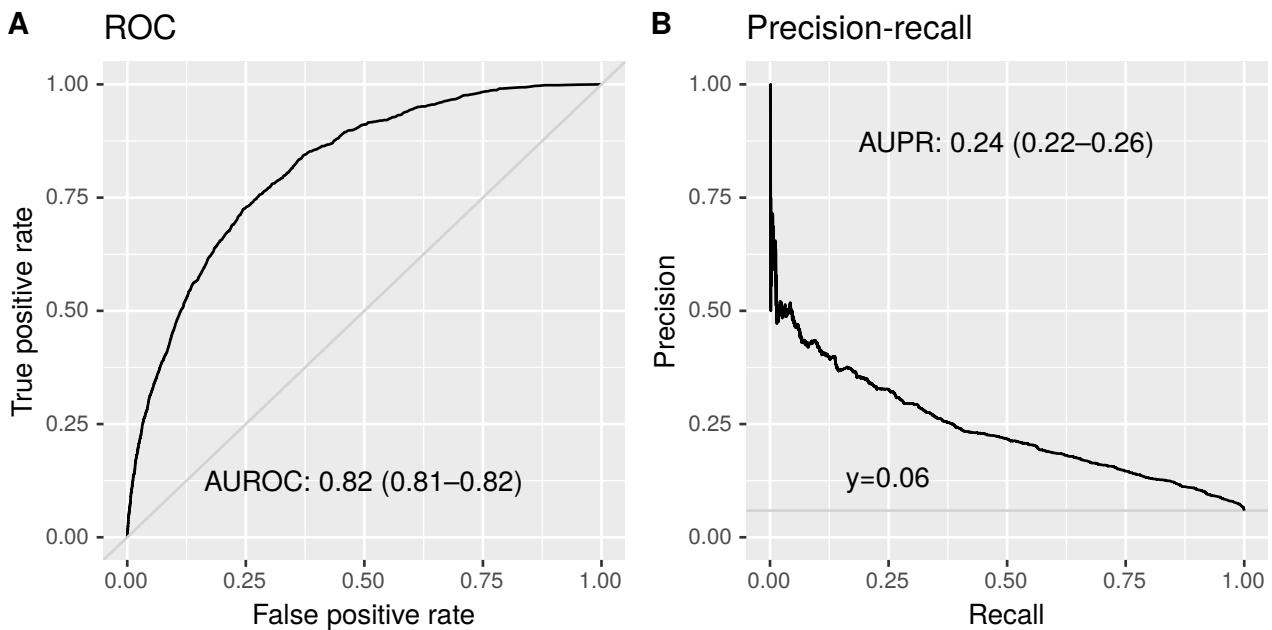 A ROC
1.00
0.75
0.50
0.25
0.00
True positive rate
AUROC: 0.82 (0.81–0.82)
0.00 0.25 0.50 0.75 1.00
False positive rate
B Precision-recall
1.00
0.75
0.50
0.25
0.00
Precision
AUPR: 0.24 (0.22–0.26)
y=0.06
0.00 0.25 0.50 0.75 1.00
Recall